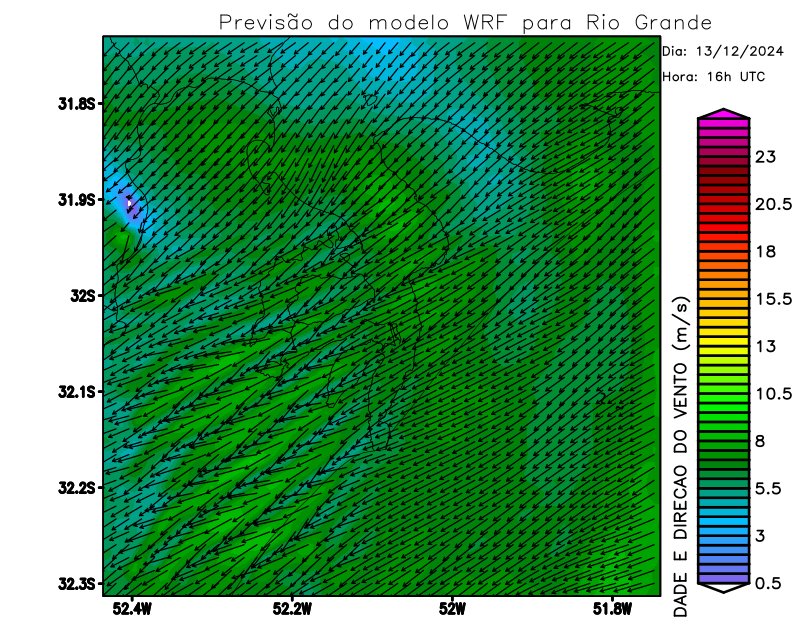 Previsão do modelo WRF para Rio Grande
Dia: 13/12/2024
Hora: 16h UTC
31.8S
31.9S
32S
32.1S
32.2S
32.3S
52.4W
52.2W
52W
51.8W
23
20.5
18
15.5
13
10.5
8
5.5
3
0.5
DADE E DIRECAO DO VENTO (m/s)